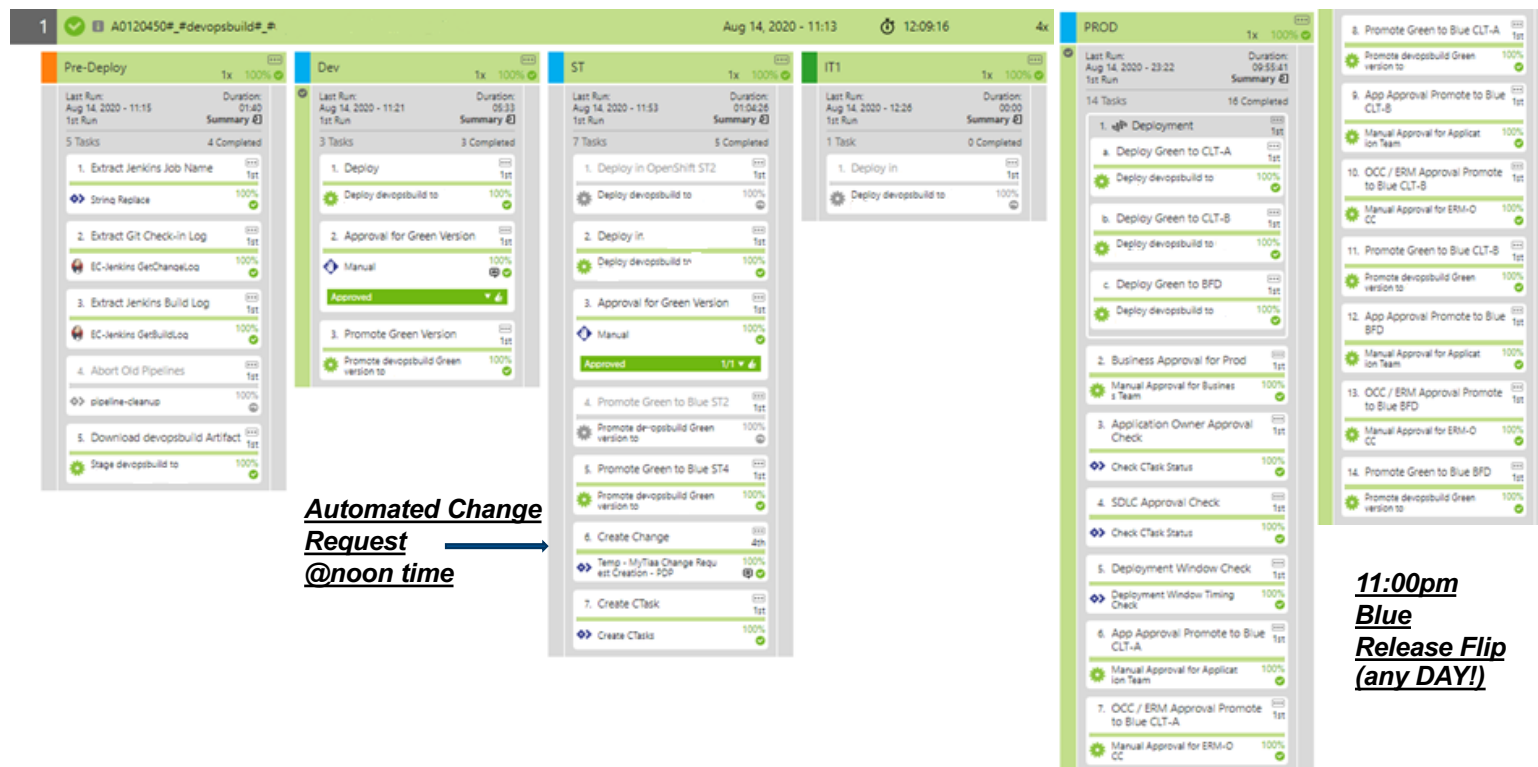 1 A0120450#_#devopsbuild#_#
Aug 14, 2020 - 11:13
12:09:16
4x
Pre-Deploy
1x 100%
Last Run: Duration:
Aug 14, 2020 - 11:15 01:40
1st Run Summary
5 Tasks 4 Completed
1. Extract Jenkins Job Name 1st
String Replace 100%
2. Extract Git Check-in Log 1st
EC-Jenkins GetChangeLog 100%
3. Extract Jenkins Build Log 1st
EC-Jenkins GetBuildLog 100%
4. Abort Old Pipelines 1st
pipeline-cleanup 100%
5. Download devopsbuild Artifact 1st
Stage devopsbuild to 100%
Dev
1x 100%
Last Run: Duration:
Aug 14, 2020 - 11:21 05:33
1st Run Summary
3 Tasks 3 Completed
1. Deploy 1st
Deploy devopsbuild to 100%
2. Approval for Green Version 1st
Manual 100%
Approved
3. Promote Green Version 1st
Promote devopsbuild Green 100%
version to
Automated Change
Request
@noon time
ST
1x 100%
Last Run: Duration:
Aug 14, 2020 - 11:53 01:04:26
1st Run Summary
7 Tasks 5 Completed
1. Deploy in OpenShift ST2 1st
Deploy devopsbuild to 100%
2. Deploy in 1st
Deploy devopsbuild to 100%
3. Approval for Green Version 1st
Manual 100%
Approved 1/1
4. Promote Green to Blue ST2 1st
Promote devopsbuild Green 100%
version to
5. Promote Green to Blue ST4 1st
Promote devopsbuild Green 100%
version to
6. Create Change 4th
Temp - MyTiaa Change Requ 100%
est Creation - PDP
7. Create CTask 1st
Create CTasks 100%
IT1
1x 100%
Last Run: Duration:
Aug 14, 2020 - 12:26 00:00
1st Run Summary
1 Task 0 Completed
1. Deploy in 1st
Deploy devopsbuild to 100%
PROD
1x 100%
Last Run: Duration:
Aug 14, 2020 - 23:22 09:55:41
1st Run Summary
14 Tasks 16 Completed
1. Deployment 1st
a. Deploy Green to CLT-A 1st
Deploy devopsbuild to 100%
b. Deploy Green to CLT-B 1st
Deploy devopsbuild to 100%
c. Deploy Green to BFD 1st
Deploy devopsbuild to 100%
2. Business Approval for Prod 1st
Manual Approval for Busines 100%
s Team
3. Application Owner Approval 1st
Check
Check CTask Status 100%
4. SDLC Approval Check 1st
Check CTask Status 100%
5. Deployment Window Check 1st
Deployment Window Timing 100%
Check
6. App Approval Promote to Blue 1st
CLT-A
Manual Approval for Applicat 100%
ion Team
7. OCC / ERM Approval Promote 1st
to Blue CLT-A
Manual Approval for ERM-O 100%
CC
8. Promote Green to Blue CLT-A 1st
Promote devopsbuild Green 100%
version to
9. App Approval Promote to Blue 1st
CLT-B
Manual Approval for Applicat 100%
ion Team
10. OCC / ERM Approval Promote 1st
to Blue CLT-B
Manual Approval for ERM-O 100%
CC
11. Promote Green to Blue CLT-B 1st
Promote devopsbuild Green 100%
version to
12. App Approval Promote to Blue 1st
BFD
Manual Approval for Applicat 100%
ion Team
13. OCC / ERM Approval Promote 1st
to Blue BFD
Manual Approval for ERM-O 100%
CC
14. Promote Green to Blue BFD 1st
Promote devopsbuild Green 100%
version to
11:00pm
Blue
Release Flip
(any DAY!)